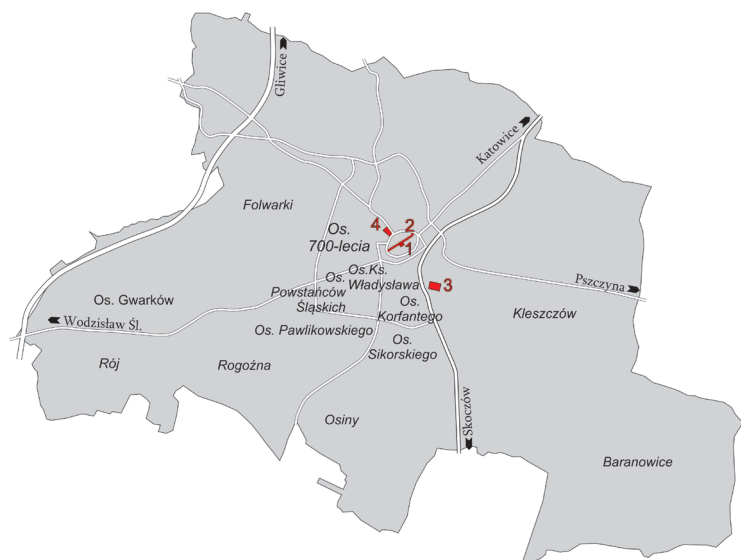 Gliwice
Katowice
Folwarki
4
2
Os.
700-lecia
1
Os.Ks.
Władysława
Os.
Powstańców
Śląskich
3
Pszczyna
Os. Gwarków
Os.
Korfantego
Kleszczów
Wodzisław Śl.
Os. Pawlikowskiego
Os.
Sikorskiego
Rój
Rogoźna
Skoczów
Osiny
Baranowice